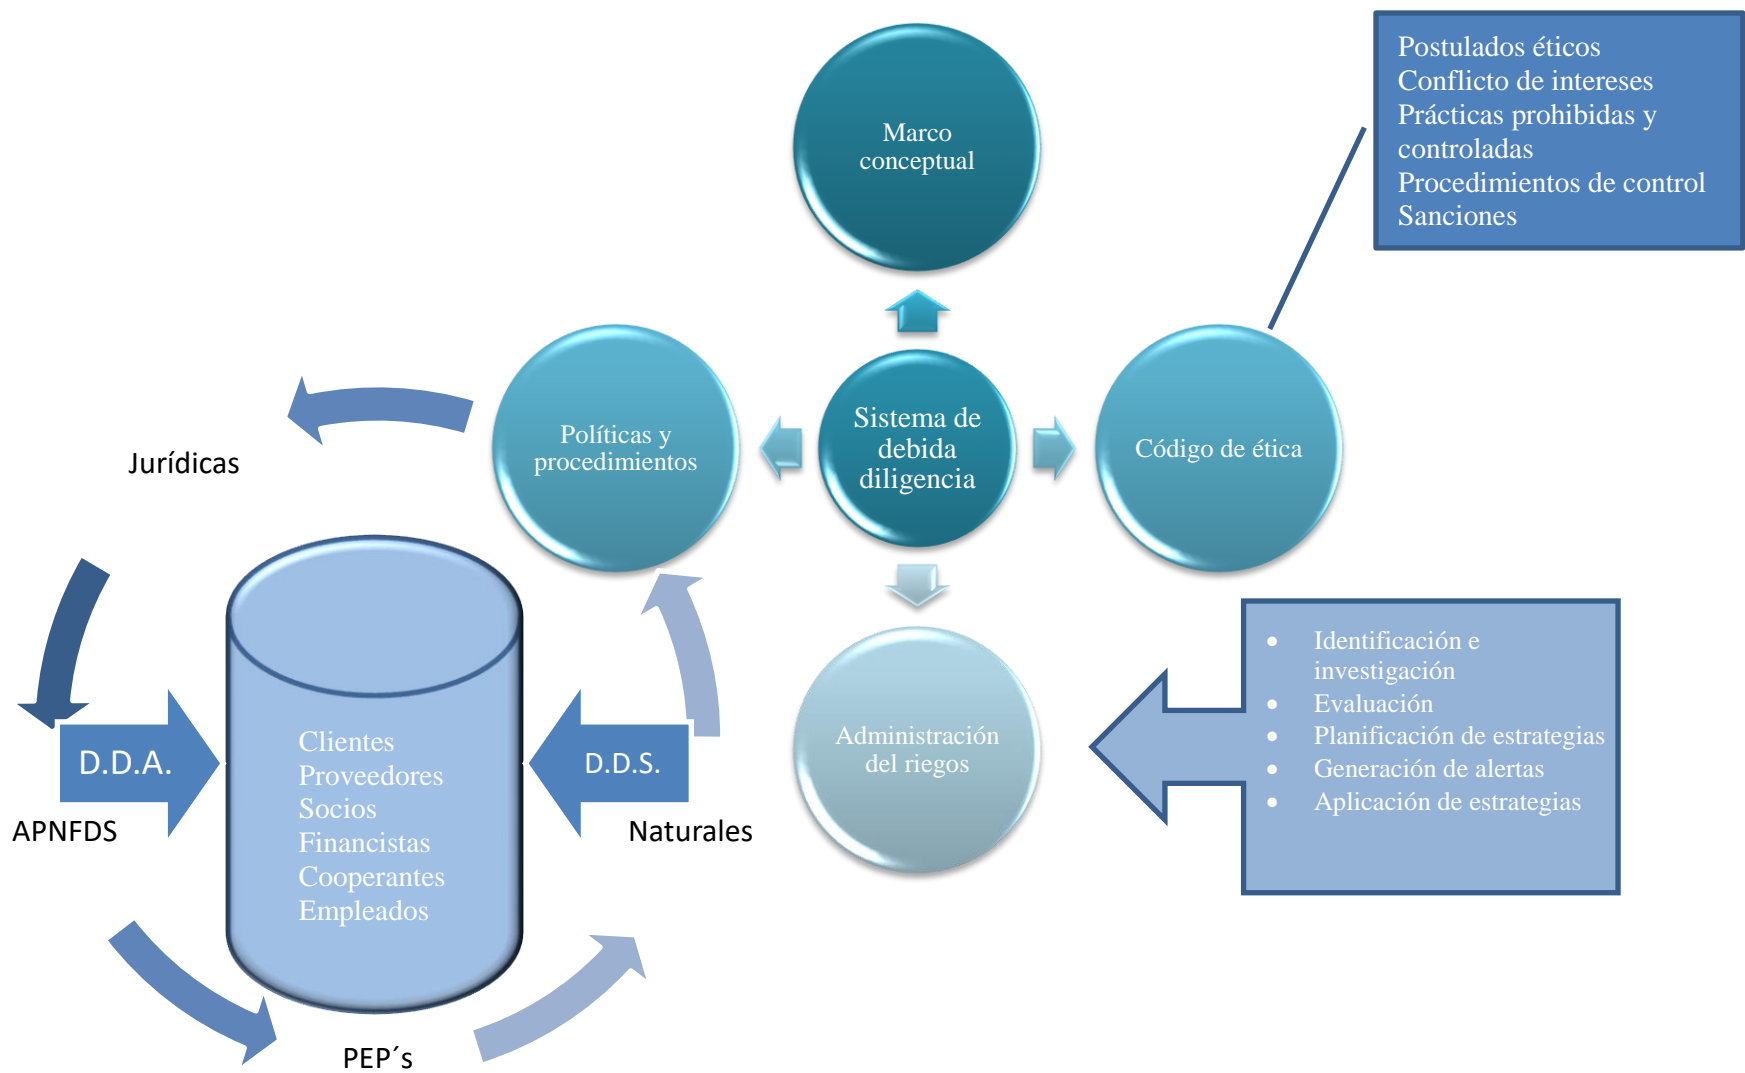 Postulados éticos
Conflicto de intereses
Prácticas prohibidas y
controladas
Procedimientos de control
Sanciones
Marco
conceptual
Políticas y
procedimientos
Sistema de
debida
diligencia
Código de ética
Jurídicas
Administración
del riegos
Identificación e
investigación
Evaluación
Planificación de estrategias
Generación de alertas
Aplicación de estrategias
D.D.A.
Clientes
Proveedores
Socios
Financistas
Cooperantes
Empleados
D.D.S.
APNFDS
Naturales
PEP´s